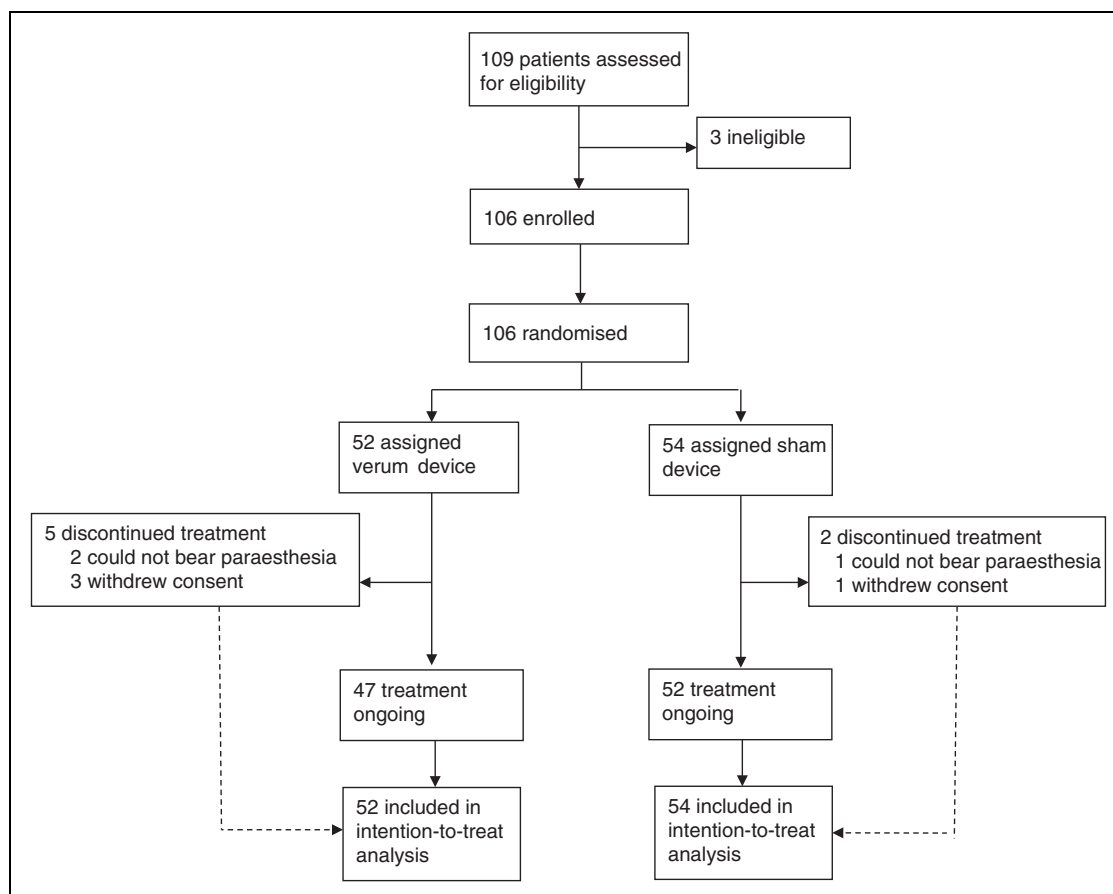 109 patients assessed
for eligibility
3 ineligible
106 enrolled
106 randomised
52 assigned
verum device
54 assigned sham
device
5 discontinued treatment
2 could not bear paraesthesia
3 withdrew consent
2 discontinued treatment
1 could not bear paraesthesia
1 withdrew consent
47 treatment
ongoing
52 treatment
ongoing
52 included in
intention-to-treat
analysis
54 included in
intention-to-treat
analysis